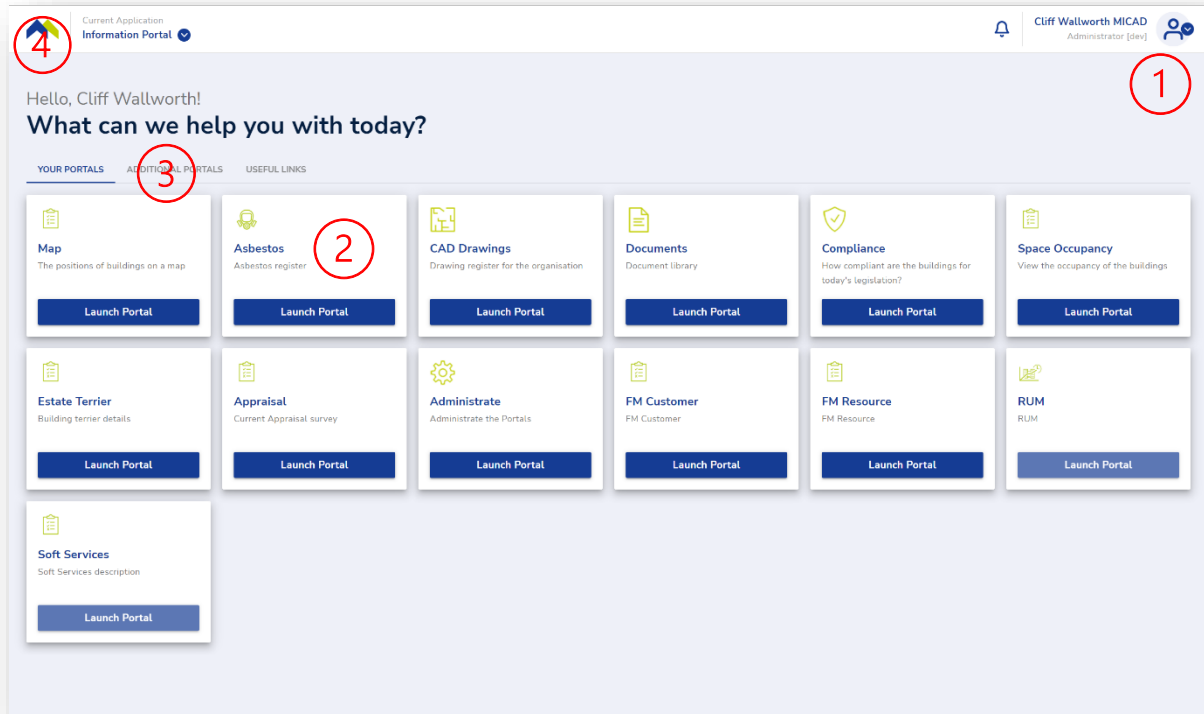 Current Application
Information Portal
Cliff Wallworth MICAD
Administrator [dev]
4
1
Hello, Cliff Wallworth!
What can we help you with today?
YOUR PORTALS
ADDITIONAL PORTALS
USEFUL LINKS
3
Map
The positions of buildings on a map
Launch Portal
Asbestos
Asbestos register
2
Launch Portal
CAD Drawings
Drawing register for the organisation
Launch Portal
Documents
Document library
Launch Portal
Compliance
How compliant are the buildings for
today's legislation?
Launch Portal
Space Occupancy
View the occupancy of the buildings
Launch Portal
Estate Terrier
Building terrier details
Launch Portal
Appraisal
Current Appraisal survey
Launch Portal
Administrate
Administrate the Portals
Launch Portal
FM Customer
FM Customer
Launch Portal
FM Resource
FM Resource
Launch Portal
RUM
RUM
Launch Portal
Soft Services
Soft Services description
Launch Portal